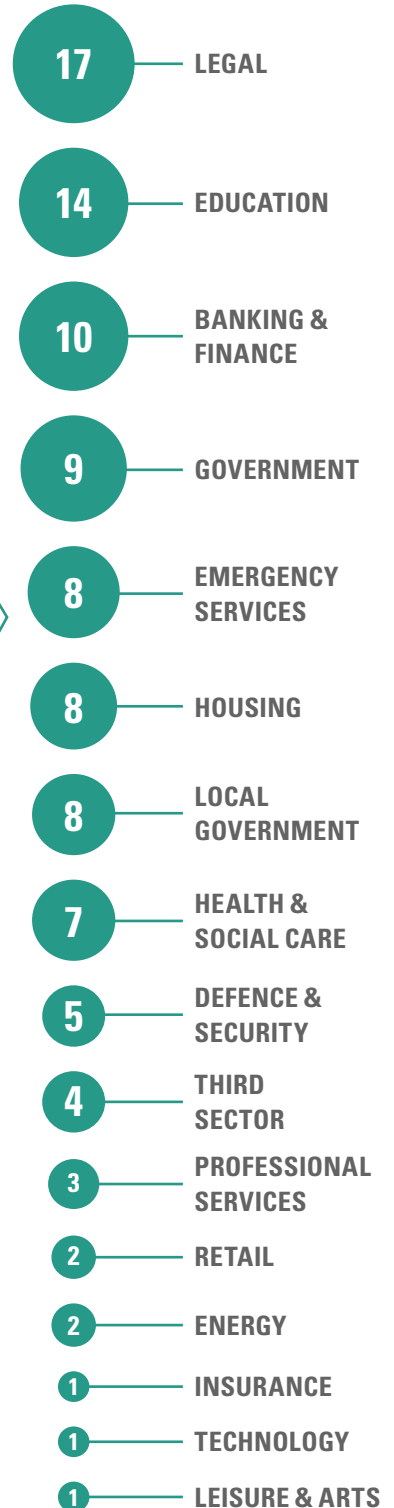 17 LEGAL
14 EDUCATION
10 BANKING &
FINANCE
9 GOVERNMENT
8 EMERGENCY
SERVICES
8 HOUSING
8 LOCAL
GOVERNMENT
7 HEALTH &
SOCIAL CARE
5 DEFENCE &
SECURITY
4 THIRD
SECTOR
3 PROFESSIONAL
SERVICES
2 RETAIL
2 ENERGY
1 INSURANCE
1 TECHNOLOGY
1 LEISURE & ARTS